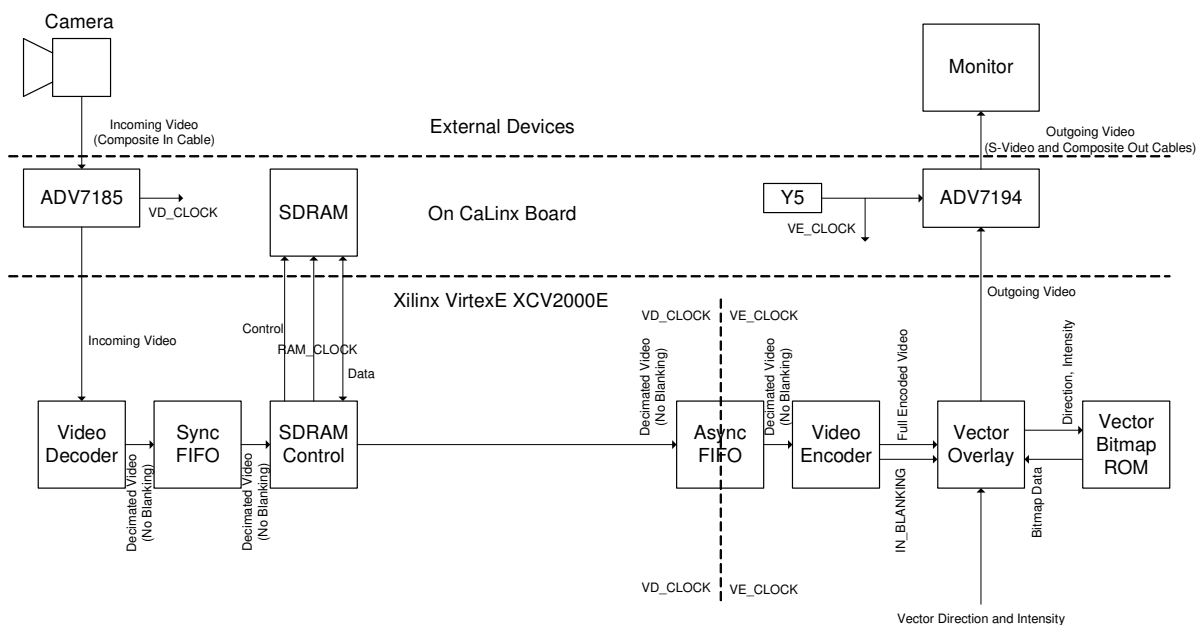 Camera
Monitor
Incoming Video
(Composite In Cable)
External Devices
Outgoing Video
(S-Video and Composite Out Cables)
ADV7185
VD_CLOCK
SDRAM
On CaLinx Board
Y5
VE_CLOCK
ADV7194
Xilinx VirtexE XCV2000E
Outgoing Video
Incoming Video
Control
RAM_CLOCK
Data
VD_CLOCK
VE_CLOCK
Decimated Video
(No Blanking)
Decimated Video
(No Blanking)
Full Encoded Video
Direction, Intensity
Video
Decoder
Sync
FIFO
SDRAM
Control
Async
FIFO
Video
Encoder
Vector
Overlay
Vector
Bitmap
ROM
Decimated Video
(No Blanking)
Decimated Video
(No Blanking)
IN_BLANKING
Bitmap Data
VD_CLOCK
VE_CLOCK
Vector Direction and Intensity